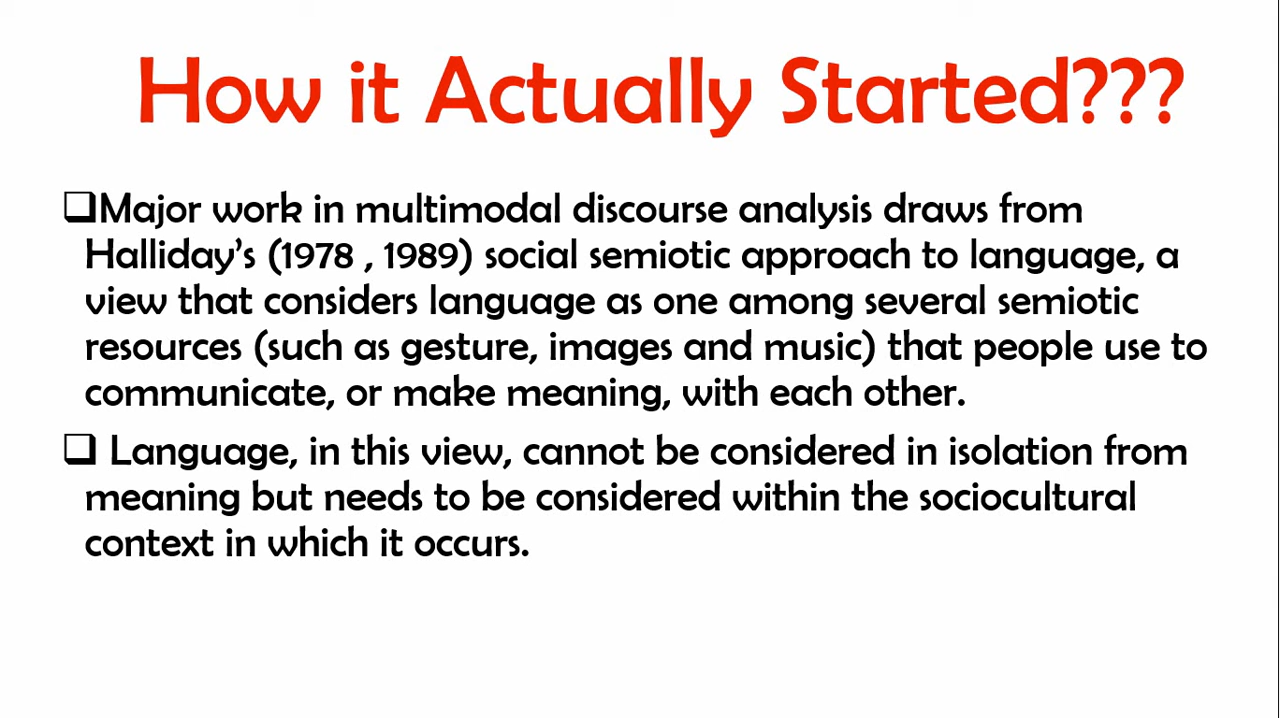 How it Actually Started???
❑Major work in multimodal discourse analysis draws from
Halliday’s (1978 , 1989) social semiotic approach to language, a
view that considers language as one among several semiotic
resources (such as gesture, images and music) that people use to
communicate, or make meaning, with each other.
❑ Language, in this view, cannot be considered in isolation from
meaning but needs to be considered within the sociocultural
context in which it occurs.